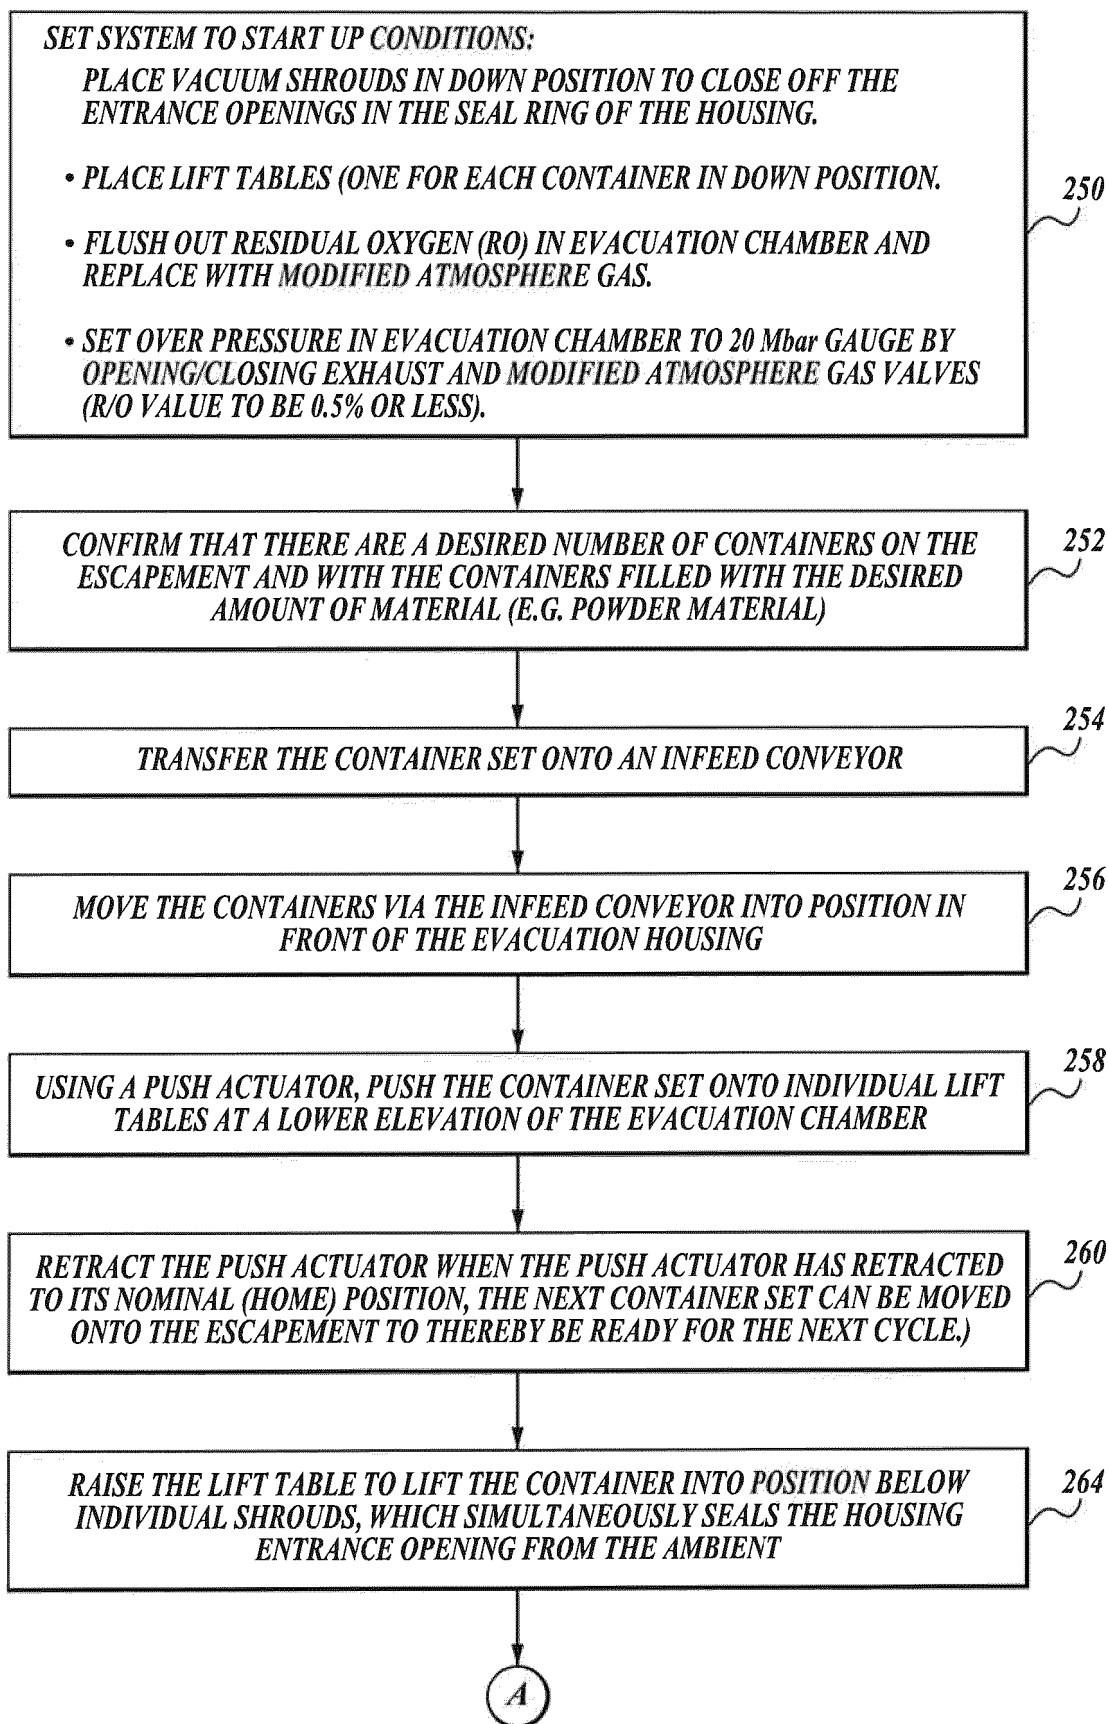 SET SYSTEM TO START UP CONDITIONS:
PLACE VACUUM SHROUDS IN DOWN POSITION TO CLOSE OFF THE
ENTRANCE OPENINGS IN THE SEAL RING OF THE HOUSING.
• PLACE LIFT TABLES (ONE FOR EACH CONTAINER IN DOWN POSITION.
• FLUSH OUT RESIDUAL OXYGEN (RO) IN EVACUATION CHAMBER AND
REPLACE WITH MODIFIED ATMOSPHERE GAS.
• SET OVER PRESSURE IN EVACUATION CHAMBER TO 20 Mbar GAUGE BY
OPENING/CLOSING EXHAUST AND MODIFIED ATMOSPHERE GAS VALVES
(R/O VALUE TO BE 0.5% OR LESS).
250
CONFIRM THAT THERE ARE A DESIRED NUMBER OF CONTAINERS ON THE
ESCAPEMENT AND WITH THE CONTAINERS FILLED WITH THE DESIRED
AMOUNT OF MATERIAL (E.G. POWDER MATERIAL)
252
TRANSFER THE CONTAINER SET ONTO AN INFEED CONVEYOR
254
MOVE THE CONTAINERS VIA THE INFEED CONVEYOR INTO POSITION IN
FRONT OF THE EVACUATION HOUSING
256
USING A PUSH ACTUATOR, PUSH THE CONTAINER SET ONTO INDIVIDUAL LIFT
TABLES AT A LOWER ELEVATION OF THE EVACUATION CHAMBER
258
RETRACT THE PUSH ACTUATOR WHEN THE PUSH ACTUATOR HAS RETRACTED
TO ITS NOMINAL (HOME) POSITION, THE NEXT CONTAINER SET CAN BE MOVED
ONTO THE ESCAPEMENT TO THEREBY BE READY FOR THE NEXT CYCLE.)
260
RAISE THE LIFT TABLE TO LIFT THE CONTAINER INTO POSITION BELOW
INDIVIDUAL SHROUDS, WHICH SIMULTANEOUSLY SEALS THE HOUSING
ENTRANCE OPENING FROM THE AMBIENT
264
A